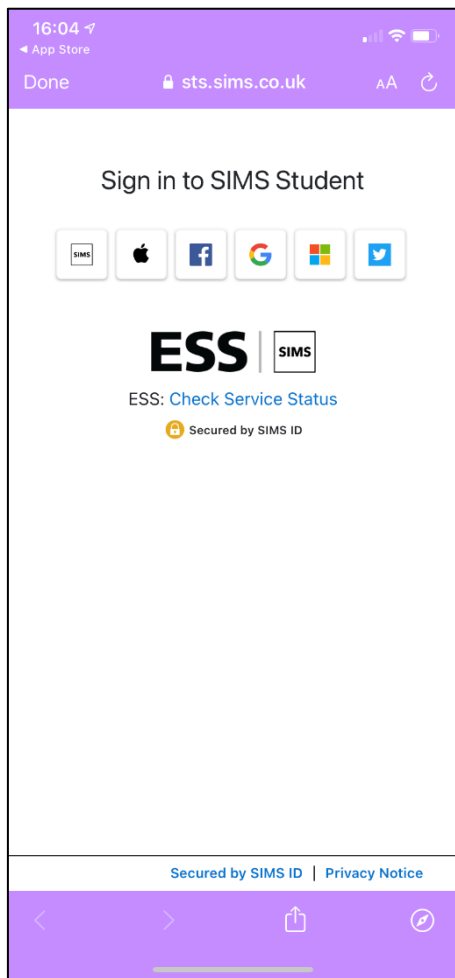 16:04
App Store
Done
sts.sims.co.uk
AA
Sign in to SIMS Student
SIMS
ESS
SIMS
ESS: Check Service Status
Secured by SIMS ID
Secured by SIMS ID | Privacy Notice